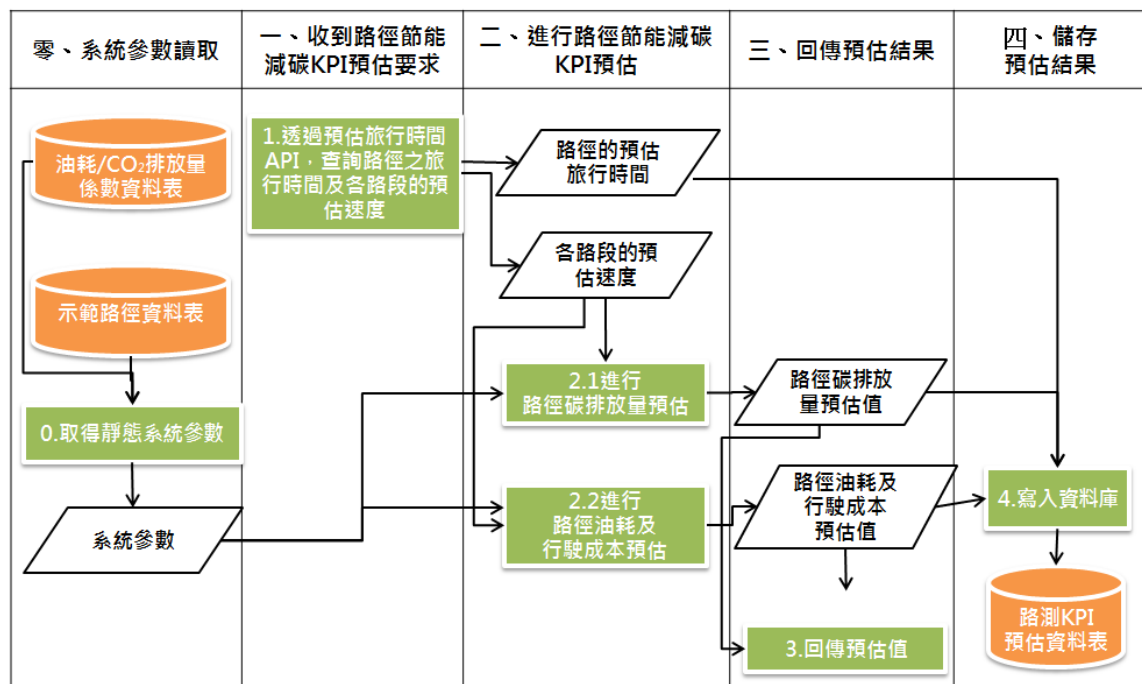 零、系統參數讀取
一、收到路徑節能
減碳KPI預估要求
二、進行路徑節能減碳
KPI預估
三、回傳預估結果
四、儲存
預估結果
油耗/CO₂排放量
係數資料表
示範路徑資料表
0.取得靜態系統參數
系統參數
1.透過預估旅行時間
API，查詢路徑之旅
行時間及各路段的預
估速度
路徑的預估
旅行時間
各路段的預
估速度
2.1進行
路徑碳排放量預估
2.2進行
路徑油耗及
行駛成本預估
路徑碳排放
量預估值
路徑油耗及
行駛成本
預估值
3.回傳預估值
4.寫入資料庫
路測KPI
預估資料表